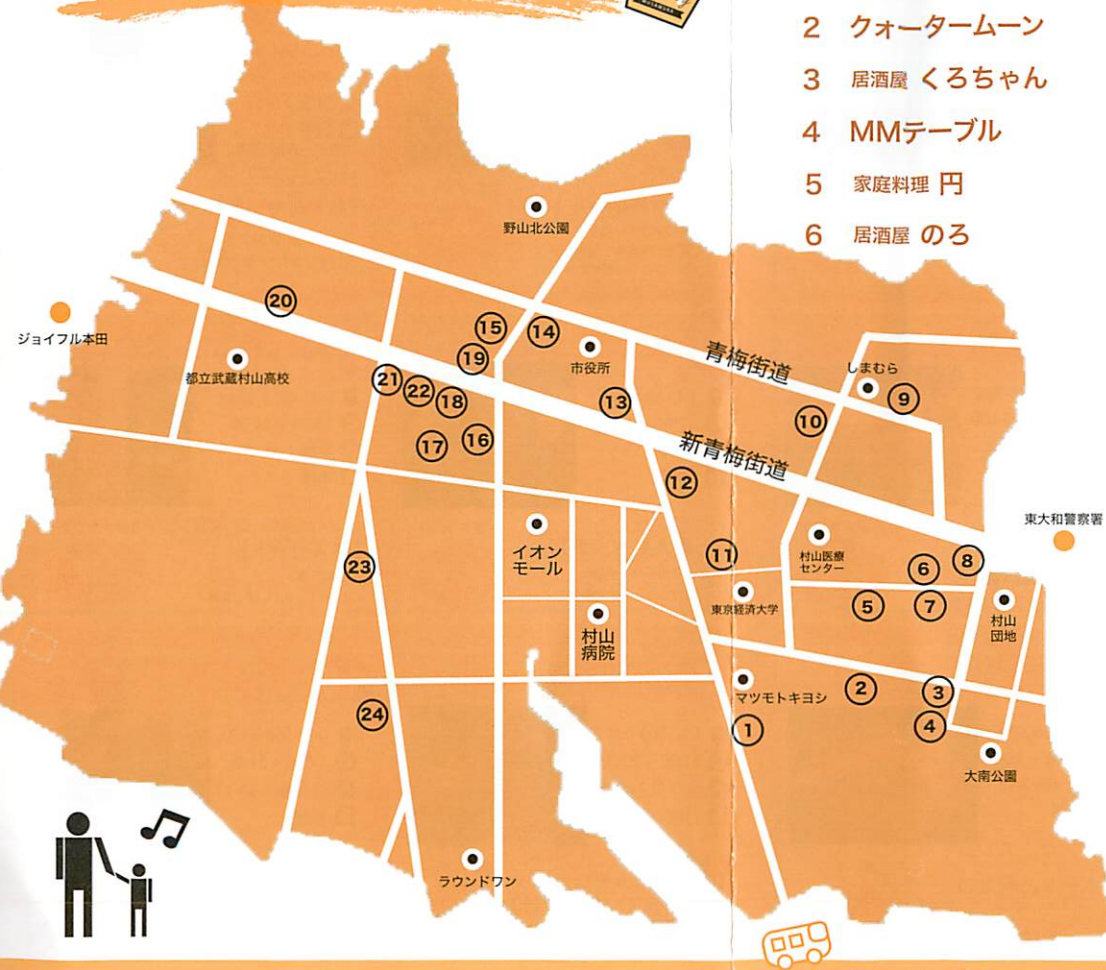 2 クォータームーン
3 居酒屋 くろちゃん
4 MMテーブル
5 家庭料理 円
6 居酒屋 のろ
野山北公園
ジョイフル本田
20
都立武蔵村山高校
15
14
19
市役所
青梅街道
しまむら
21
22
18
13
9
10
17
16
新青梅街道
12
東大和警察署
イオン
モール
11
村山医療
センター
6
8
23
東京経済大学
5
7
村山
団地
村山
病院
マツモトキヨシ
2
3
24
1
4
大南公園
ラウンドワン